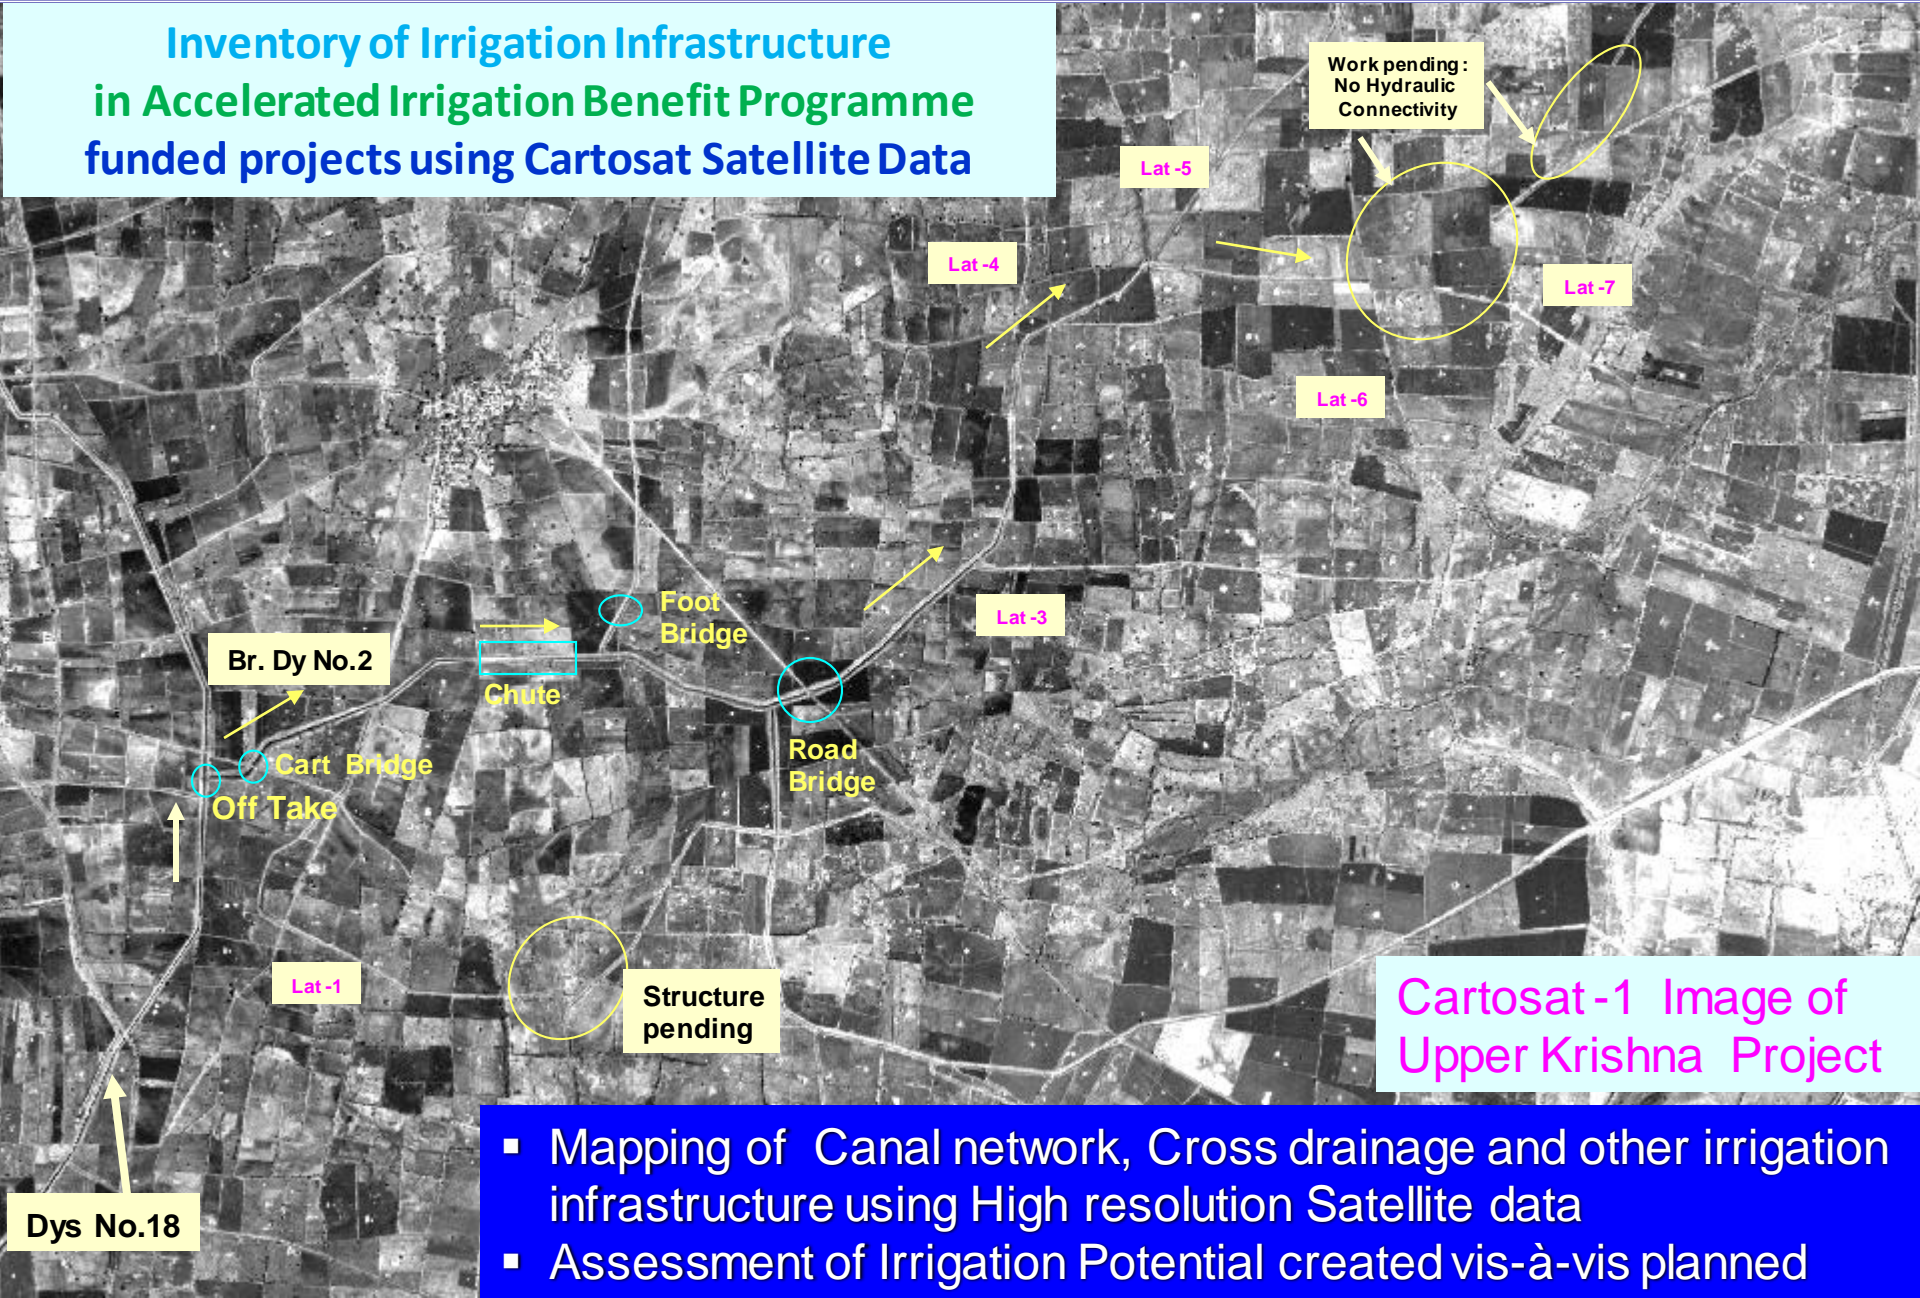 Inventory of Irrigation Infrastructure
in Accelerated Irrigation Benefit Programme
funded projects using Cartosat Satellite Data
Work pending:
No Hydraulic
Connectivity
Lat -5
Lat -4
Lat -7
Lat -6
Foot
Bridge
Lat -3
Br. Dy No.2
Chute
Road
Bridge
Cart Bridge
Off Take
Lat -1
Structure
pending
Cartosat -1 Image of
Upper Krishna Project
Dys No.18
▪ Mapping of Canal network, Cross drainage and other irrigation
infrastructure using High resolution Satellite data
▪ Assessment of Irrigation Potential created vis-à-vis planned